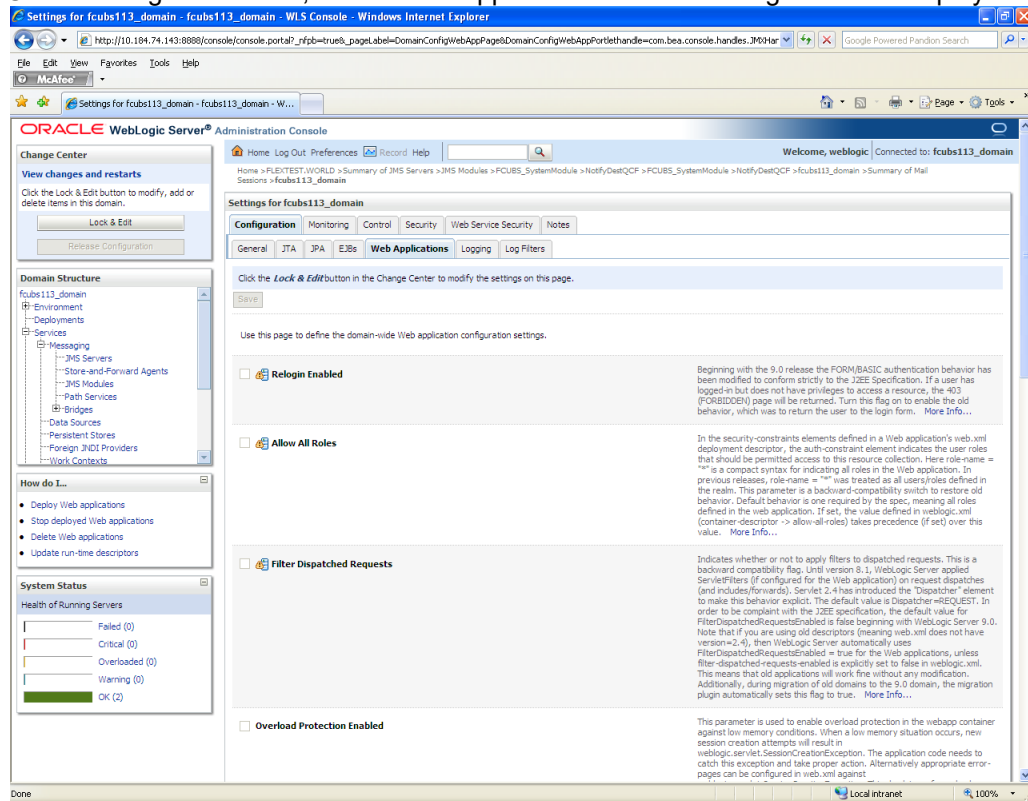 Settings for fcubs113_domain - fcubs113_domain - WLS Console - Windows Internet Explorer
http://10.184.74.143:8888/console/console.portal?_nfpb=true&_pageLabel=DomainConfigWebAppPage&DomainConfigWebAppPortlethandle=com.bea.console.handles.JMXHar
Google Powered Pandion Search
File Edit View Favorites Tools Help
McAfee
Settings for fcubs113_domain - fcubs113_domain - W...
Page Tools
ORACLE WebLogic Server® Administration Console
Change Center
View changes and restarts
Click the Lock & Edit button to modify, add or
delete items in this domain.
Lock & Edit
Release Configuration
Domain Structure
fcubs113_domain
Environment
Deployments
Services
Messaging
JMS Servers
Store-and-Forward Agents
JMS Modules
Path Services
Bridges
Data Sources
Persistent Stores
Foreign JNDI Providers
Work Contexts
How do I...
Deploy Web applications
Stop deployed Web applications
Delete Web applications
Update run-time descriptors
System Status
Health of Running Servers
Failed (0)
Critical (0)
Overloaded (0)
Warning (0)
OK (2)
Home Log Out Preferences Record Help
Welcome, weblogic Connected to: fcubs113_domain
Home >FLEXTEST.WORLD >Summary of JMS Servers >JMS Modules >FCUBS_SystemModule >NotifyDestQCF >FCUBS_SystemModule >NotifyDestQCF >fcubs113_domain >Summary of Mail
Sessions >fcubs113_domain
Settings for fcubs113_domain
Configuration Monitoring Control Security Web Service Security Notes
General JTA JPA EJBs Web Applications Logging Log Filters
Click the Lock & Edit button in the Change Center to modify the settings on this page.
Save
Use this page to define the domain-wide Web application configuration settings.
Relogin Enabled
Beginning with the 9.0 release the FORM/BASIC authentication behavior has
been modified to conform strictly to the J2EE Specification. If a user has
logged-in but does not have privileges to access a resource, the 403
(FORBIDDEN) page will be returned. Turn this flag on to enable the old
behavior, which was to return the user to the login form. More Info...
Allow All Roles
In the security-constraints elements defined in a Web application's web.xml
deployment descriptor, the auth-constraint element indicates the user roles
that should be permitted access to this resource collection. Here role-name =
"*" is a compact syntax for indicating all roles in the Web application. In
previous releases, role-name = "*" was treated as all users/roles defined in
the realm. This parameter is a backward-compatibility switch to restore old
behavior. Default behavior is one required by the spec, meaning all roles
defined in the web application. If set, the value defined in weblogic.xml
(container-descriptor -> allow-all-roles) takes precedence (if set) over this
value. More Info...
Filter Dispatched Requests
Indicates whether or not to apply filters to dispatched requests. This is a
backward compatibility flag. Until version 8.1, WebLogic Server applied
ServletFilters (if configured for the Web application) on request dispatches
(and includes/forwards). Servlet 2.4 has introduced the "Dispatcher" element
to make this behavior explicit. The default value is Dispatcher=REQUEST. In
order to be complaint with the J2EE specification, the default value for
FilterDispatchedRequestsEnabled is false beginning with WebLogic Server 9.0.
Note that if you are using old descriptors (meaning web.xml does not have
version=2.4), then WebLogic Server automatically uses
FilterDispatchedRequestsEnabled = true for the Web applications, unless
filter-dispatched-requests-enabled is explicitly set to false in weblogic.xml.
This means that old applications will work fine without any modification.
Additionally, during migration of old domains to the 9.0 domain, the migration
plugin automatically sets this flag to true. More Info...
Overload Protection Enabled
This parameter is used to enable overload protection in the webapp container
against low memory conditions. When a low memory situation occurs, new
session creation attempts will result in
weblogic.servlet.SessionCreationException. The application code needs to
catch this exception and take proper action. Alternatively appropriate error-
pages can be configured in web.xml against
Done
Local intranet
100%